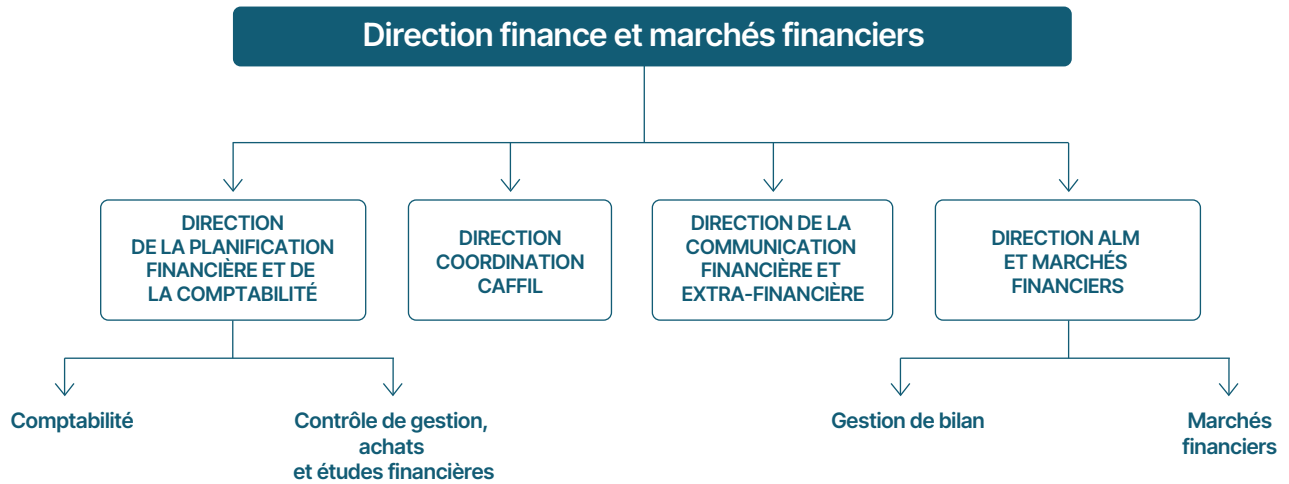 Direction finance et marchés financiers
DIRECTION
DE LA PLANIFICATION
FINANCIÈRE ET DE
LA COMPTABILITÉ
DIRECTION
COORDINATION
CAFFIL
DIRECTION DE LA
COMMUNICATION
FINANCIÈRE ET
EXTRA-FINANCIÈRE
DIRECTION ALM
ET MARCHÉS
FINANCIERS
Comptabilité
Contrôle de gestion,
achats
et études financières
Gestion de bilan
Marchés
financiers